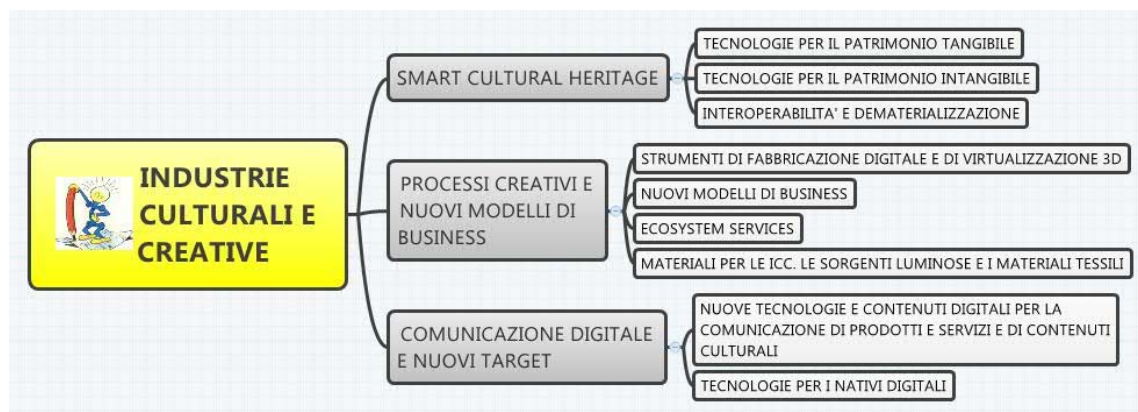 INDUSTRIE
CULTURALI E
CREATIVE
SMART CULTURAL HERITAGE
TECNOLOGIE PER IL PATRIMONIO TANGIBILE
TECNOLOGIE PER IL PATRIMONIO INTANGIBILE
INTEROPERABILITA' E DEMATERIALIZZAZIONE
PROCESSI CREATIVI E
NUOVI MODELLI DI
BUSINESS
STRUMENTI DI FABBRICAZIONE DIGITALE E DI VIRTUALIZZAZIONE 3D
NUOVI MODELLI DI BUSINESS
ECOSYSTEM SERVICES
MATERIALI PER LE ICC. LE SORGENTI LUMINOSE E I MATERIALI TESSILI
COMUNICAZIONE DIGITALE
E NUOVI TARGET
NUOVE TECNOLOGIE E CONTENUTI DIGITALI PER LA
COMUNICAZIONE DI PRODOTTI E SERVIZI E DI CONTENUTI
CULTURALI
TECNOLOGIE PER I NATIVI DIGITALI